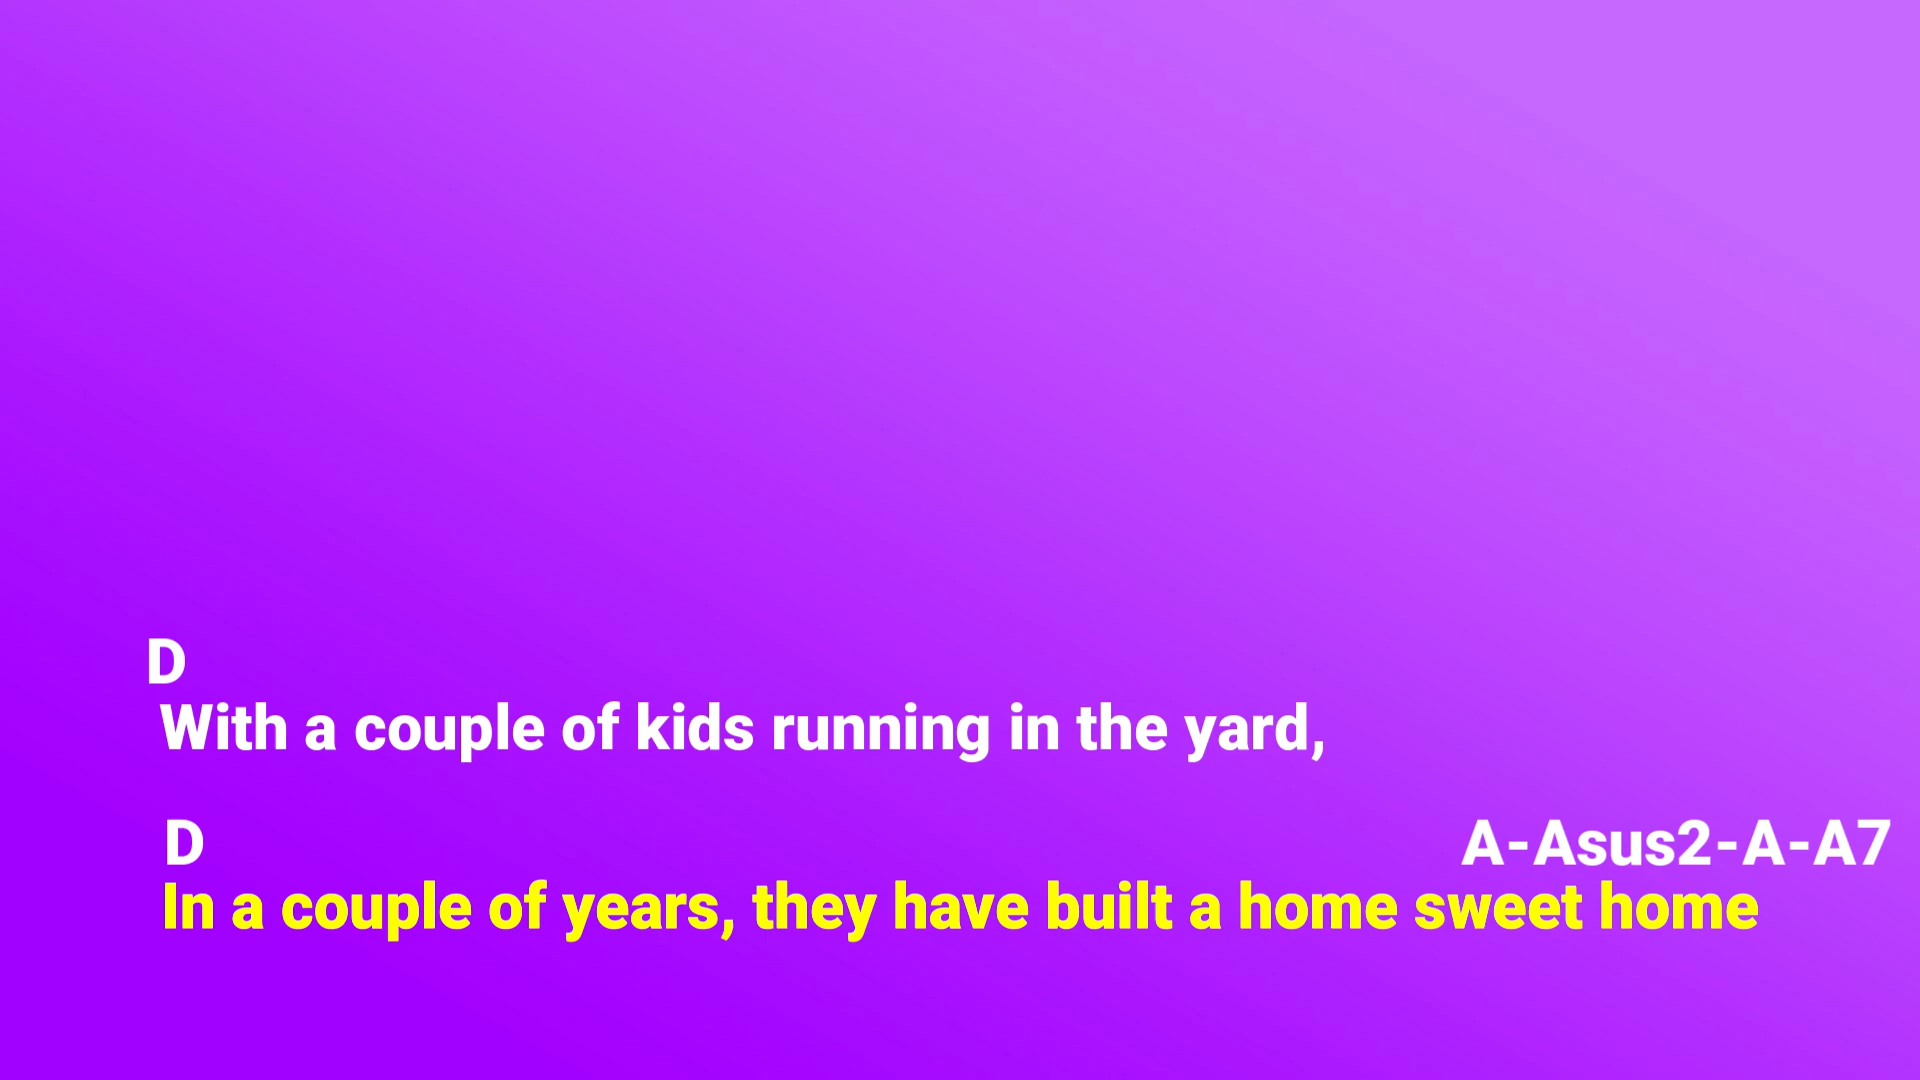 D
With a couple of kids running in the yard,
D A-Asus2-A-A7
In a couple of years, they have built a home sweet home